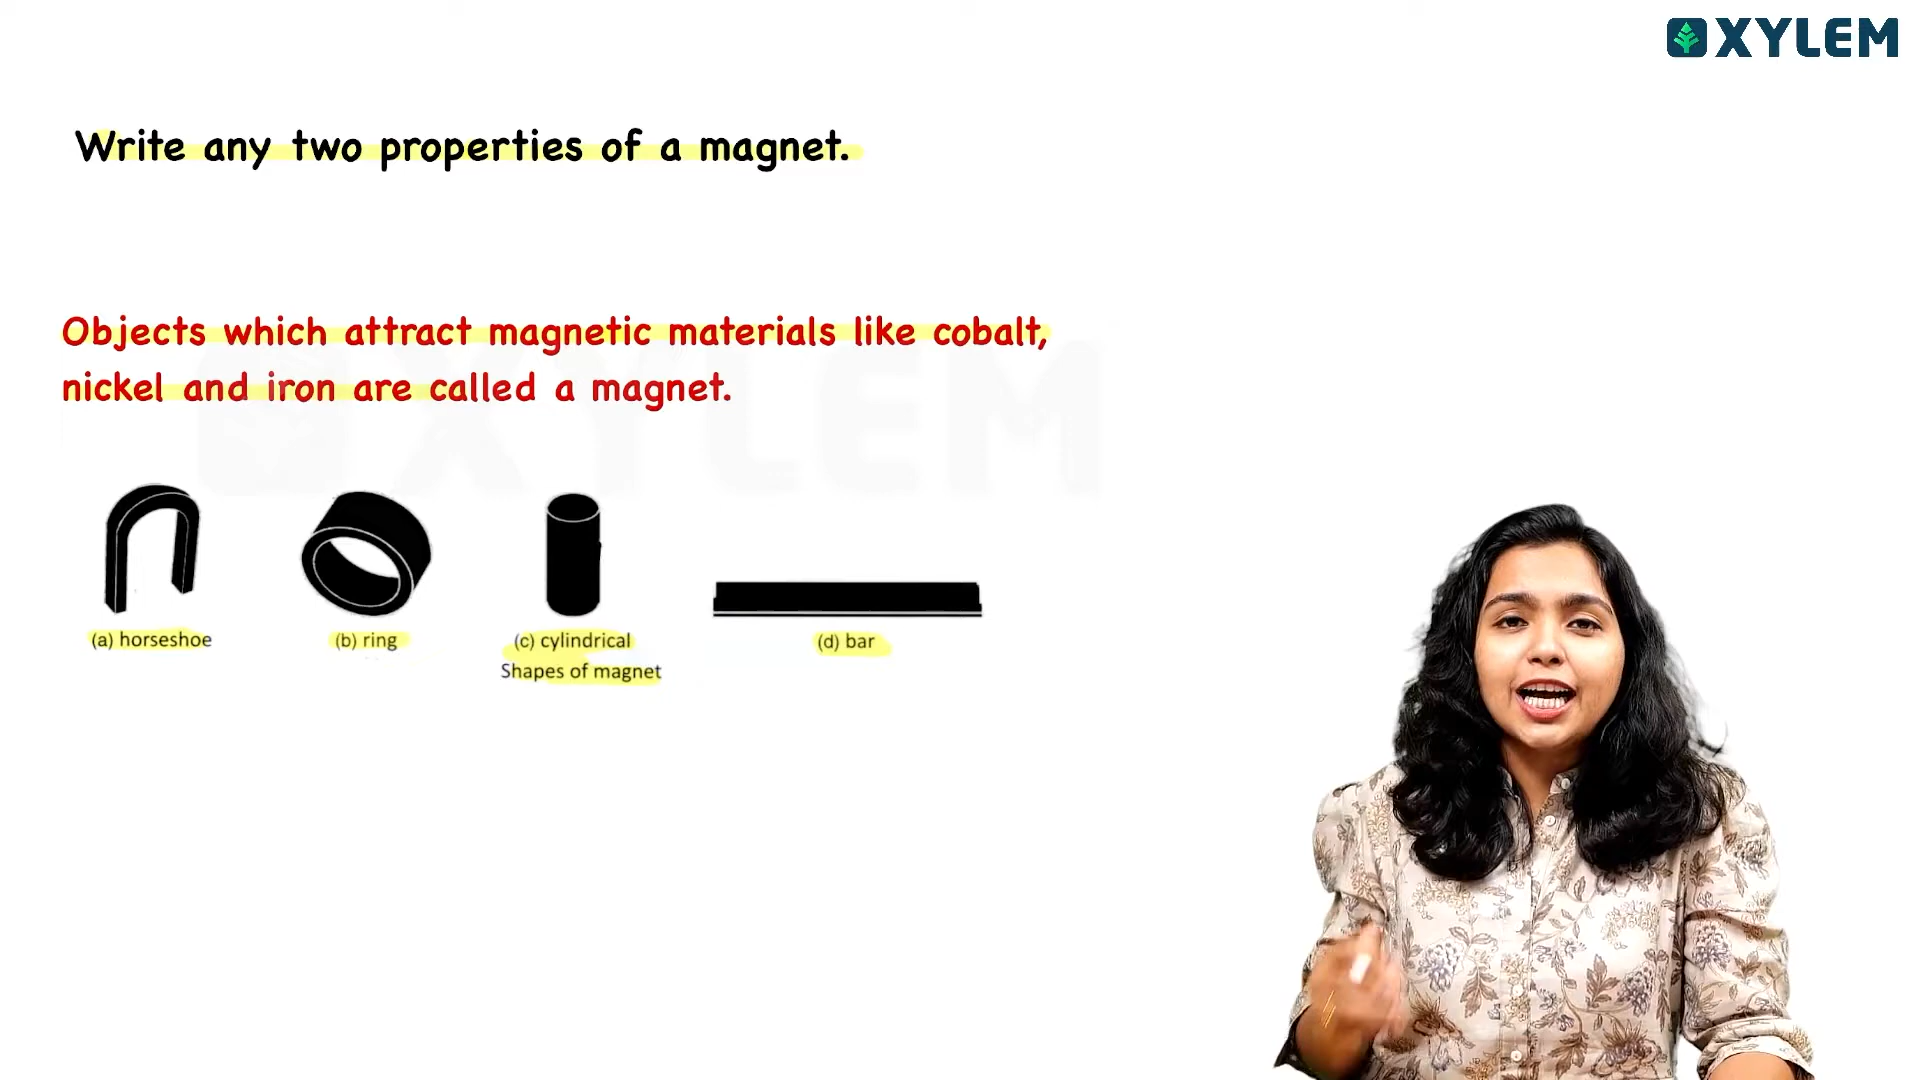 XYLEM
Write any two properties of a magnet.
Objects which attract magnetic materials like cobalt,
nickel and iron are called a magnet.
XYLEM
(a) horseshoe
(b) ring
(c) cylindrical
(d) bar
Shapes of magnet